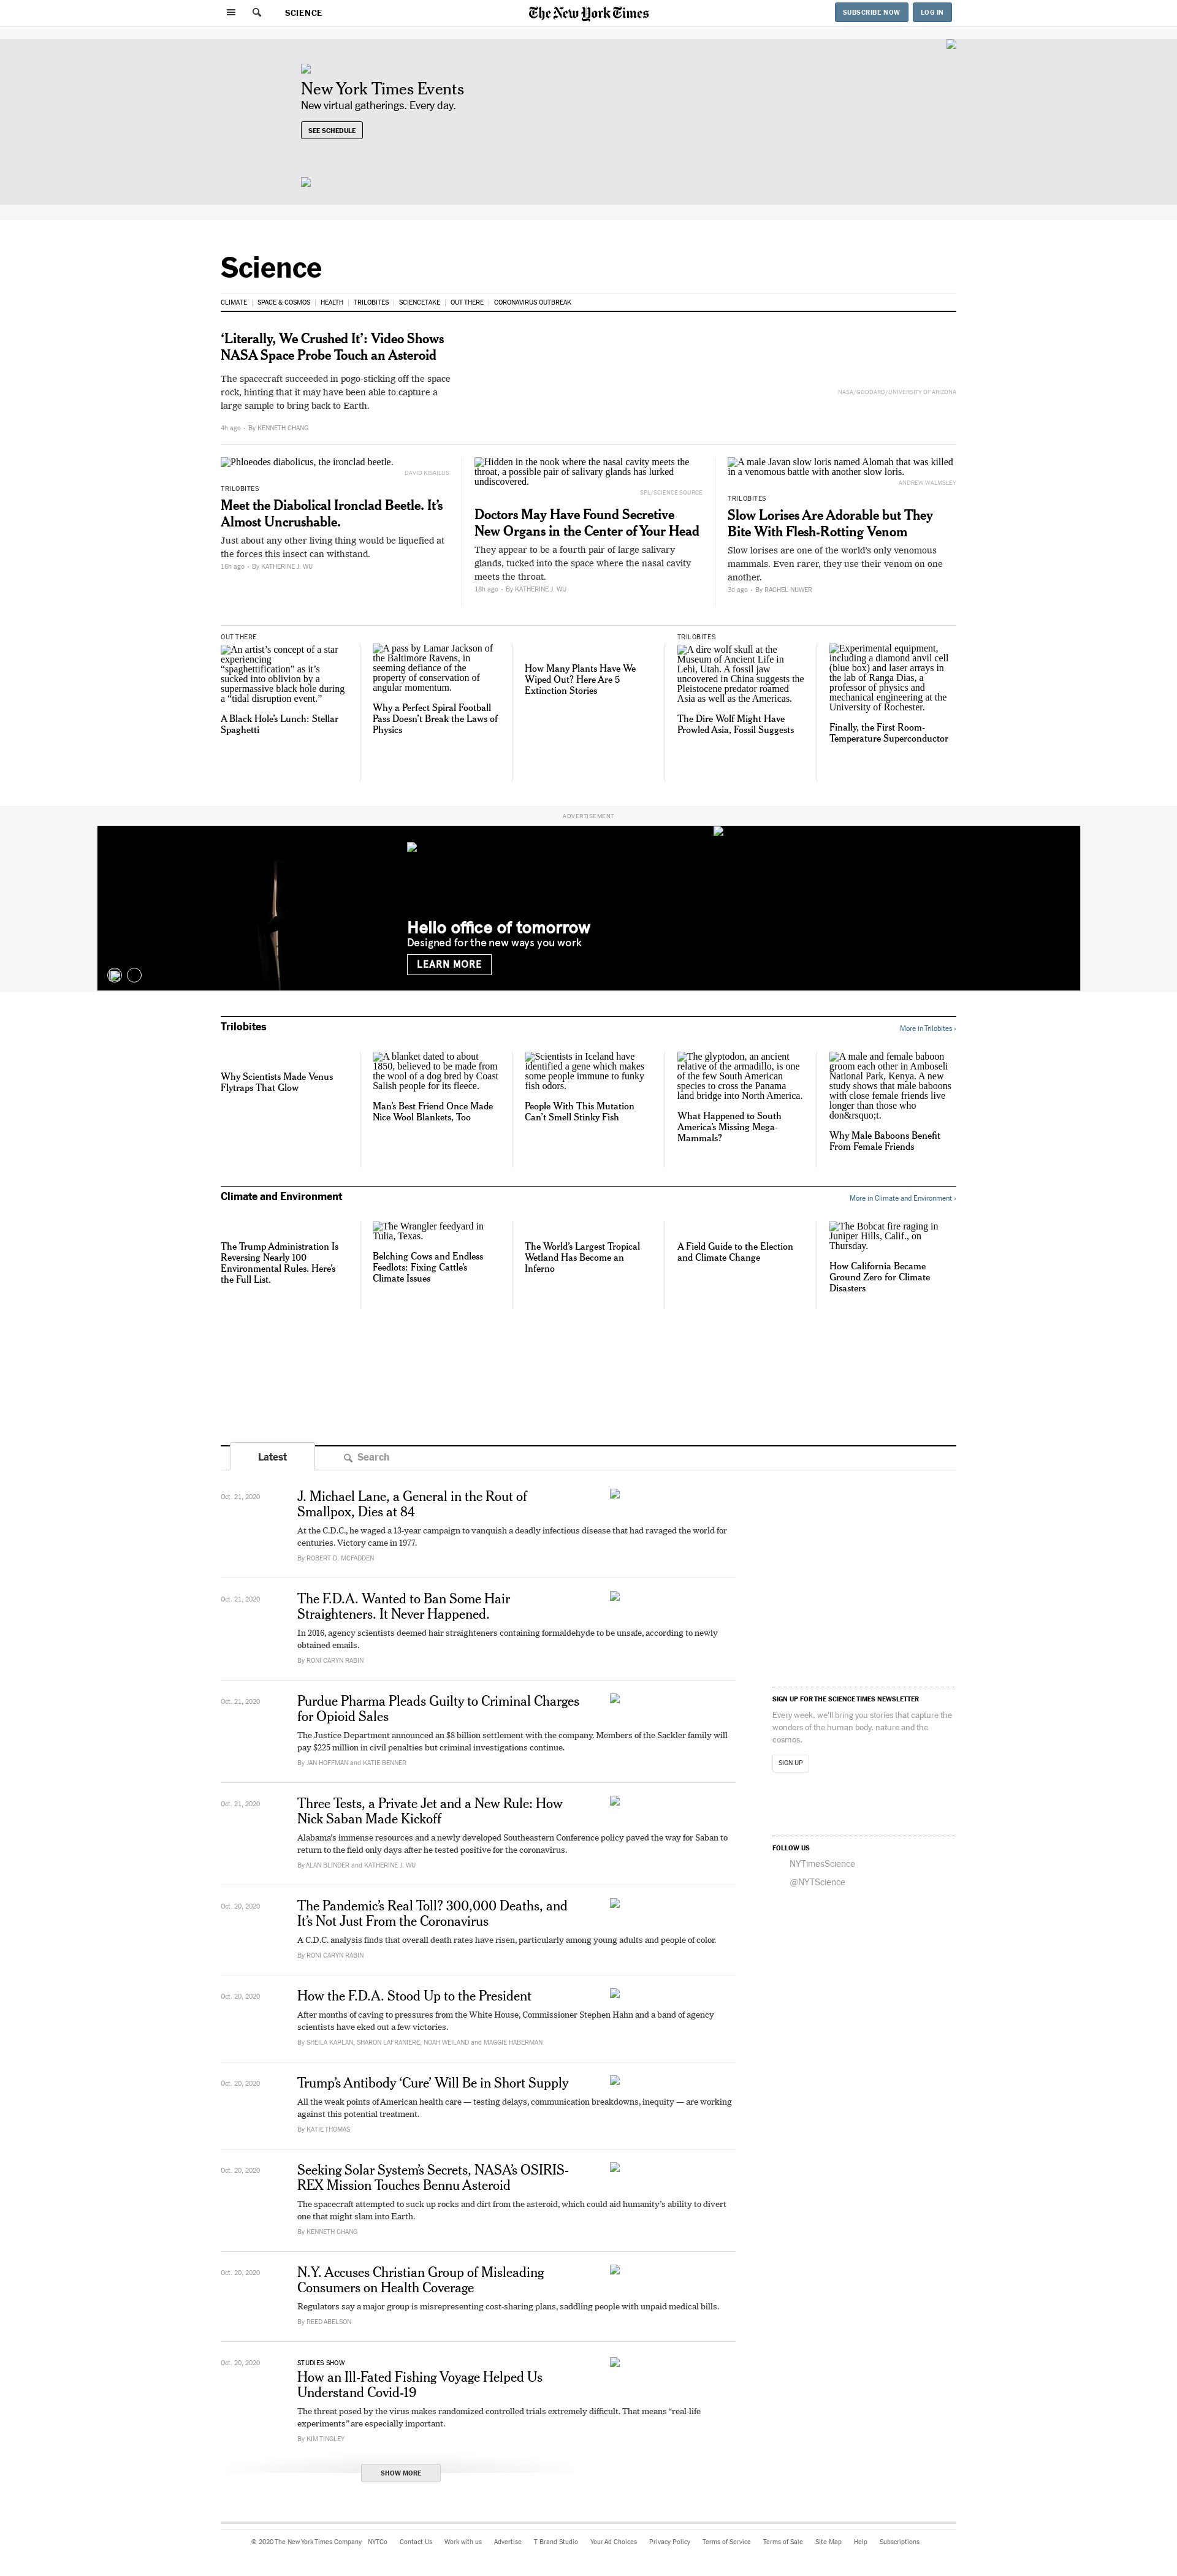 SCIENCE
The New York Times
SUBSCRIBE NOW
LOG IN
New York Times Events
New virtual gatherings. Every day.
SEE SCHEDULE
Science
CLIMATE
SPACE & COSMOS
HEALTH
TRILOBITES
SCIENCETAKE
OUT THERE
CORONAVIRUS OUTBREAK
‘Literally, We Crushed It’: Video Shows
NASA Space Probe Touch an Asteroid
The spacecraft succeeded in pogo-sticking off the space
rock, hinting that it may have been able to capture a
large sample to bring back to Earth.
4h ago • By KENNETH CHANG
NASA/GODDARD/UNIVERSITY OF ARIZONA
Phloeodes diabolicus, the ironclad beetle.
DAVID KISAILUS
TRILOBITES
Meet the Diabolical Ironclad Beetle. It’s
Almost Uncrushable.
Just about any other living thing would be liquefied at
the forces this insect can withstand.
16h ago • By KATHERINE J. WU
Hidden in the nook where the nasal cavity meets the
throat, a possible pair of salivary glands has lurked
undiscovered.
SPL/SCIENCE SOURCE
Doctors May Have Found Secretive
New Organs in the Center of Your Head
They appear to be a fourth pair of large salivary
glands, tucked into the space where the nasal cavity
meets the throat.
18h ago • By KATHERINE J. WU
A male Javan slow loris named Alomah that was killed
in a venomous battle with another slow loris.
ANDREW WALMSLEY
TRILOBITES
Slow Lorises Are Adorable but They
Bite With Flesh-Rotting Venom
Slow lorises are one of the world’s only venomous
mammals. Even rarer, they use their venom on one
another.
3d ago • By RACHEL NUWER
OUT THERE
An artist’s concept of a star
experiencing
“spaghettification” as it’s
sucked into oblivion by a
supermassive black hole during
a “tidal disruption event.”
A Black Hole’s Lunch: Stellar
Spaghetti
A pass by Lamar Jackson of
the Baltimore Ravens, in
seeming defiance of the
property of conservation of
angular momentum.
Why a Perfect Spiral Football
Pass Doesn’t Break the Laws of
Physics
How Many Plants Have We
Wiped Out? Here Are 5
Extinction Stories
TRILOBITES
A dire wolf skull at the
Museum of Ancient Life in
Lehi, Utah. A fossil jaw
uncovered in China suggests the
Pleistocene predator roamed
Asia as well as the Americas.
The Dire Wolf Might Have
Prowled Asia, Fossil Suggests
Experimental equipment,
including a diamond anvil cell
(blue box) and laser arrays in
the lab of Ranga Dias, a
professor of physics and
mechanical engineering at the
University of Rochester.
Finally, the First Room-
Temperature Superconductor
ADVERTISEMENT
Hello office of tomorrow
Designed for the new ways you work
LEARN MORE
Trilobites
More in Trilobites ›
Why Scientists Made Venus
Flytraps That Glow
A blanket dated to about
1850, believed to be made from
the wool of a dog bred by Coast
Salish people for its fleece.
Man’s Best Friend Once Made
Nice Wool Blankets, Too
Scientists in Iceland have
identified a gene which makes
some people immune to funky
fish odors.
People With This Mutation
Can’t Smell Stinky Fish
The glyptodon, an ancient
relative of the armadillo, is one
of the few South American
species to cross the Panama
land bridge into North America.
What Happened to South
America’s Missing Mega-
Mammals?
A male and female baboon
groom each other in Amboseli
National Park, Kenya. A new
study shows that male baboons
with close female friends live
longer than those who
don&rsquo;t.
Why Male Baboons Benefit
From Female Friends
Climate and Environment
More in Climate and Environment ›
The Trump Administration Is
Reversing Nearly 100
Environmental Rules. Here’s
the Full List.
The Wrangler feedyard in
Tulia, Texas.
Belching Cows and Endless
Feedlots: Fixing Cattle’s
Climate Issues
The World’s Largest Tropical
Wetland Has Become an
Inferno
A Field Guide to the Election
and Climate Change
The Bobcat fire raging in
Juniper Hills, Calif., on
Thursday.
How California Became
Ground Zero for Climate
Disasters
Latest
Search
Oct. 21, 2020
J. Michael Lane, a General in the Rout of
Smallpox, Dies at 84
At the C.D.C., he waged a 13-year campaign to vanquish a deadly infectious disease that had ravaged the world for
centuries. Victory came in 1977.
By ROBERT D. MCFADDEN
Oct. 21, 2020
The F.D.A. Wanted to Ban Some Hair
Straighteners. It Never Happened.
In 2016, agency scientists deemed hair straighteners containing formaldehyde to be unsafe, according to newly
obtained emails.
By RONI CARYN RABIN
Oct. 21, 2020
Purdue Pharma Pleads Guilty to Criminal Charges
for Opioid Sales
The Justice Department announced an $8 billion settlement with the company. Members of the Sackler family will
pay $225 million in civil penalties but criminal investigations continue.
By JAN HOFFMAN and KATIE BENNER
Oct. 21, 2020
Three Tests, a Private Jet and a New Rule: How
Nick Saban Made Kickoff
Alabama’s immense resources and a newly developed Southeastern Conference policy paved the way for Saban to
return to the field only days after he tested positive for the coronavirus.
By ALAN BLINDER and KATHERINE J. WU
Oct. 20, 2020
The Pandemic’s Real Toll? 300,000 Deaths, and
It’s Not Just From the Coronavirus
A C.D.C. analysis finds that overall death rates have risen, particularly among young adults and people of color.
By RONI CARYN RABIN
Oct. 20, 2020
How the F.D.A. Stood Up to the President
After months of caving to pressures from the White House, Commissioner Stephen Hahn and a band of agency
scientists have eked out a few victories.
By SHEILA KAPLAN, SHARON LAFRANIERE, NOAH WEILAND and MAGGIE HABERMAN
Oct. 20, 2020
Trump’s Antibody ‘Cure’ Will Be in Short Supply
All the weak points of American health care — testing delays, communication breakdowns, inequity — are working
against this potential treatment.
By KATIE THOMAS
Oct. 20, 2020
Seeking Solar System’s Secrets, NASA’s OSIRIS-
REX Mission Touches Bennu Asteroid
The spacecraft attempted to suck up rocks and dirt from the asteroid, which could aid humanity’s ability to divert
one that might slam into Earth.
By KENNETH CHANG
Oct. 20, 2020
N.Y. Accuses Christian Group of Misleading
Consumers on Health Coverage
Regulators say a major group is misrepresenting cost-sharing plans, saddling people with unpaid medical bills.
By REED ABELSON
Oct. 20, 2020
STUDIES SHOW
How an Ill-Fated Fishing Voyage Helped Us
Understand Covid-19
The threat posed by the virus makes randomized controlled trials extremely difficult. That means “real-life
experiments” are especially important.
By KIM TINGLEY
SHOW MORE
SIGN UP FOR THE SCIENCE TIMES NEWSLETTER
Every week, we'll bring you stories that capture the
wonders of the human body, nature and the
cosmos.
SIGN UP
FOLLOW US
NYTimesScience
@NYTScience
© 2020 The New York Times Company
NYTCo
Contact Us
Work with us
Advertise
T Brand Studio
Your Ad Choices
Privacy Policy
Terms of Service
Terms of Sale
Site Map
Help
Subscriptions